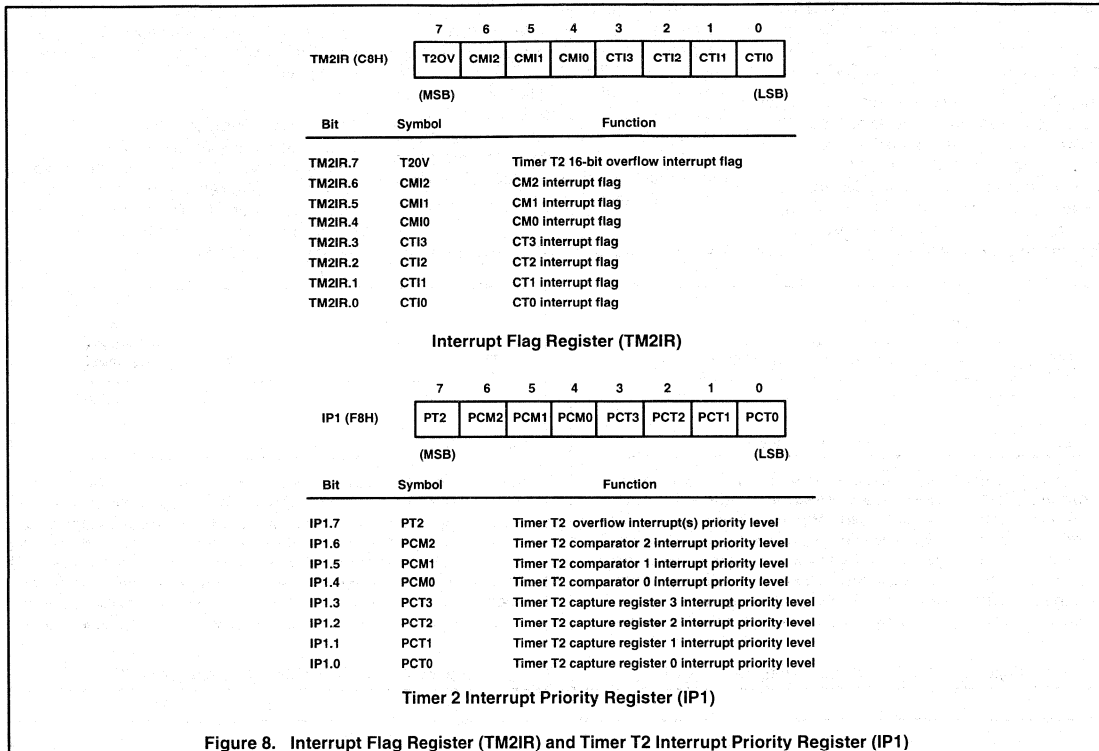 7 6 5 4 3 2 1 0
TM2IR (C8H) T2OV CMI2 CMI1 CMI0 CTI3 CTI2 CTI1 CTI0
(MSB) (LSB)
Bit Symbol Function
TM2IR.7 T20V Timer T2 16-bit overflow interrupt flag
TM2IR.6 CMI2 CM2 interrupt flag
TM2IR.5 CMI1 CM1 interrupt flag
TM2IR.4 CMI0 CM0 interrupt flag
TM2IR.3 CTI3 CT3 interrupt flag
TM2IR.2 CTI2 CT2 interrupt flag
TM2IR.1 CTI1 CT1 interrupt flag
TM2IR.0 CTI0 CT0 interrupt flag
Interrupt Flag Register (TM2IR)
7 6 5 4 3 2 1 0
IP1 (F8H) PT2 PCM2 PCM1 PCM0 PCT3 PCT2 PCT1 PCT0
(MSB) (LSB)
Bit Symbol Function
IP1.7 PT2 Timer T2 overflow interrupt(s) priority level
IP1.6 PCM2 Timer T2 comparator 2 interrupt priority level
IP1.5 PCM1 Timer T2 comparator 1 interrupt priority level
IP1.4 PCM0 Timer T2 comparator 0 interrupt priority level
IP1.3 PCT3 Timer T2 capture register 3 interrupt priority level
IP1.2 PCT2 Timer T2 capture register 2 interrupt priority level
IP1.1 PCT1 Timer T2 capture register 1 interrupt priority level
IP1.0 PCT0 Timer T2 capture register 0 interrupt priority level
Timer 2 Interrupt Priority Register (IP1)
Figure 8. Interrupt Flag Register (TM2IR) and Timer T2 Interrupt Priority Register (IP1)